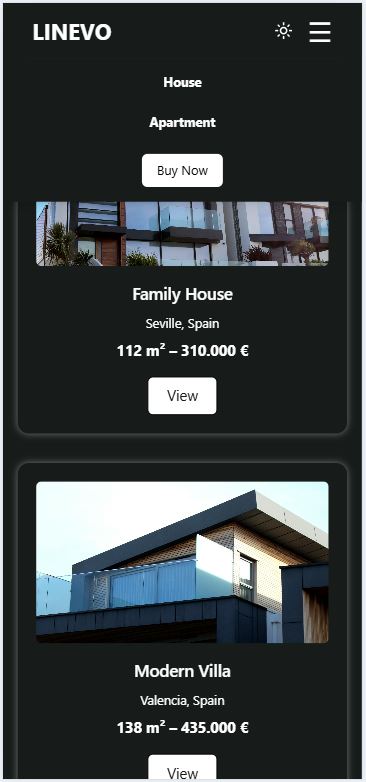 LINEVO
House
Apartment
Buy Now
Family House
Seville, Spain
112 m² – 310.000 €
View
Modern Villa
Valencia, Spain
138 m² – 435.000 €
View